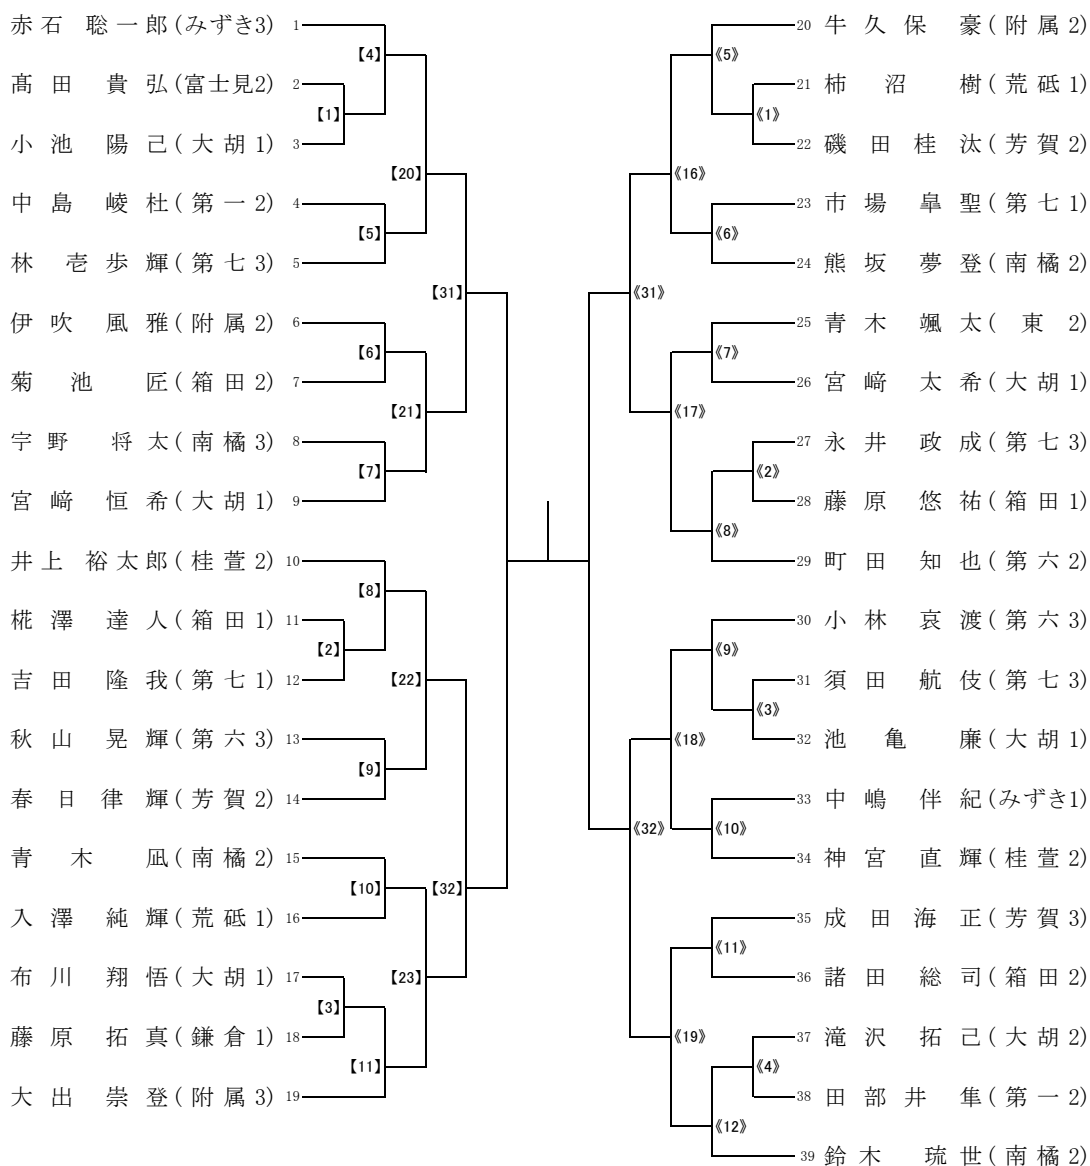 赤石 聡一郎(みずき3) 1
髙田 貴弘(富士見2) 2
小池 陽己(大胡1) 3
中島 崚杜(第一2) 4
林 壱歩輝(第七3) 5
伊吹 風雅(附属2) 6
菊池 匠(箱田2) 7
宇野 将太(南橘3) 8
宮﨑 恒希(大胡1) 9
井上 裕太郎(桂萱2) 10
椛澤 達人(箱田1) 11
吉田 隆我(第七1) 12
秋山 晃輝(第六3) 13
春日 律輝(芳賀2) 14
青木 凪(南橘2) 15
入澤 純輝(荒砥1) 16
布川 翔悟(大胡1) 17
藤原 拓真(鎌倉1) 18
大出 崇登(附属3) 19
【4】
【1】
【20】
【5】
【31】
【6】
【21】
【7】
【8】
【2】
【22】
【9】
【10】
【32】
【23】
【3】
【11】
20 牛久保 豪(附属2)
21 柿沼 樹(荒砥1)
22 磯田 桂汰(芳賀2)
23 市場 皐聖(第七1)
24 熊坂 夢登(南橘2)
25 青木 颯太(東2)
26 宮﨑 太希(大胡1)
27 永井 政成(第七3)
28 藤原 悠祐(箱田1)
29 町田 知也(第六2)
30 小林 哀渡(第六3)
31 須田 航伎(第七3)
32 池亀 廉(大胡1)
33 中嶋 伴紀(みずき1)
34 神宮 直輝(桂萱2)
35 成田 海正(芳賀3)
36 諸田 総司(箱田2)
37 滝沢 拓己(大胡2)
38 田部井 隼(第一2)
39 鈴木 琉世(南橘2)
《5》
《1》
《16》
《6》
《31》
《7》
《17》
《2》
《8》
《9》
《3》
《18》
《32》
《10》
《11》
《19》
《4》
《12》